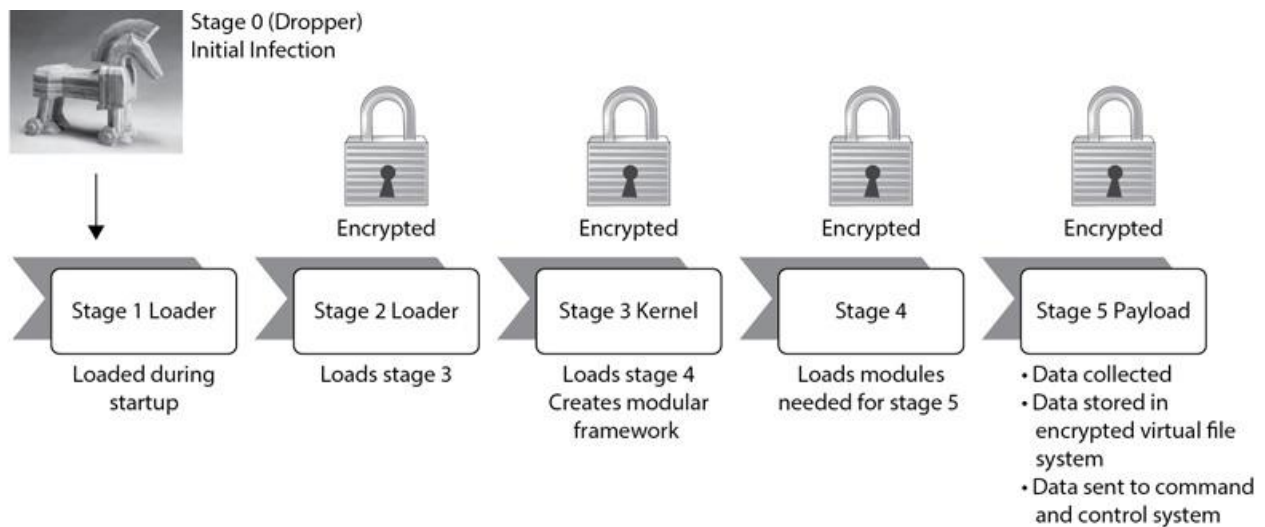 Stage 0 (Dropper)
Initial Infection
Encrypted
Encrypted
Encrypted
Encrypted
Stage 1 Loader
Stage 2 Loader
Stage 3 Kernel
Stage 4
Stage 5 Payload
Loaded during
startup
Loads stage 3
Loads stage 4
Creates modular
framework
Loads modules
needed for stage 5
• Data collected
• Data stored in
encrypted virtual file
system
• Data sent to command
and control system